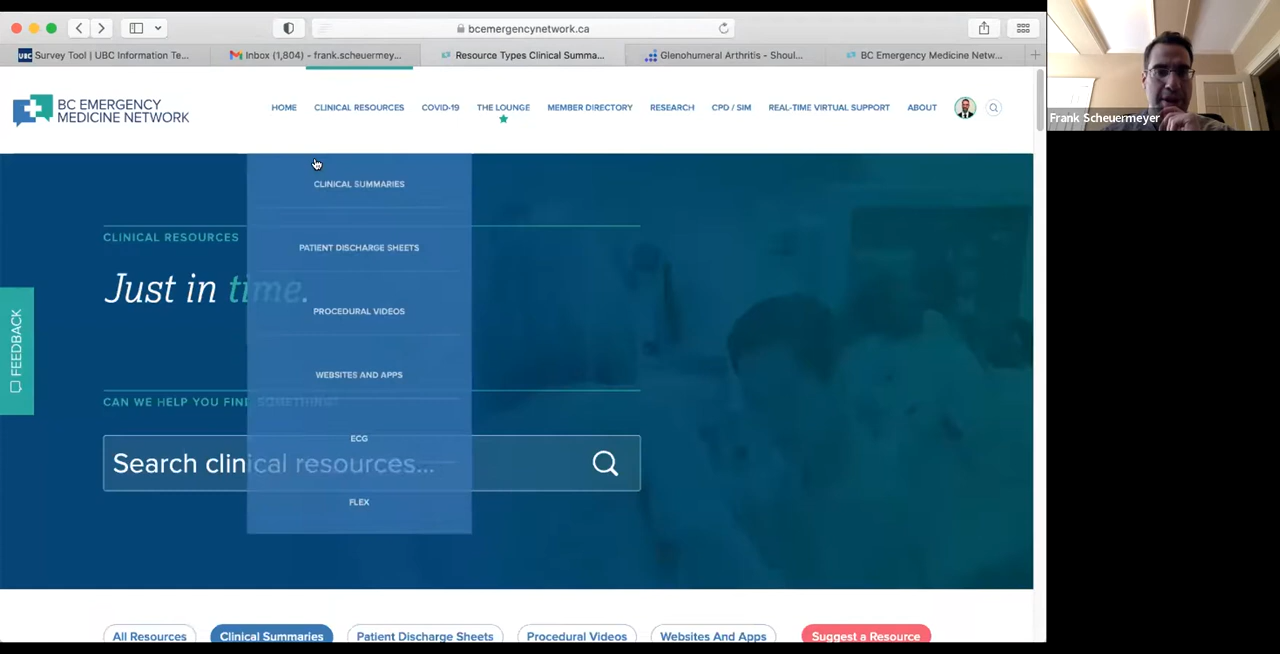 bcemergencynetwork.ca
Survey Tool | UBC Information Te...
Inbox (1,804) - frank.scheuermey...
Resource Types Clinical Summa...
Glenohumeral Arthritis - Shoul...
BC Emergency Medicine Netw...
UBC
BC EMERGENCY
MEDICINE NETWORK
HOME
CLINICAL RESOURCES
COVID-19
THE LOUNGE
MEMBER DIRECTORY
RESEARCH
CPD / SIM
REAL-TIME VIRTUAL SUPPORT
ABOUT
Frank Scheuermeyer
CLINICAL SUMMARIES
PATIENT DISCHARGE SHEETS
PROCEDURAL VIDEOS
WEBSITES AND APPS
ECG
FLEX
CLINICAL RESOURCES
Just in time.
CAN WE HELP YOU FIND SOMETHING?
Search clinical resources...
FEEDBACK
All Resources
Clinical Summaries
Patient Discharge Sheets
Procedural Videos
Websites And Apps
Suggest a Resource